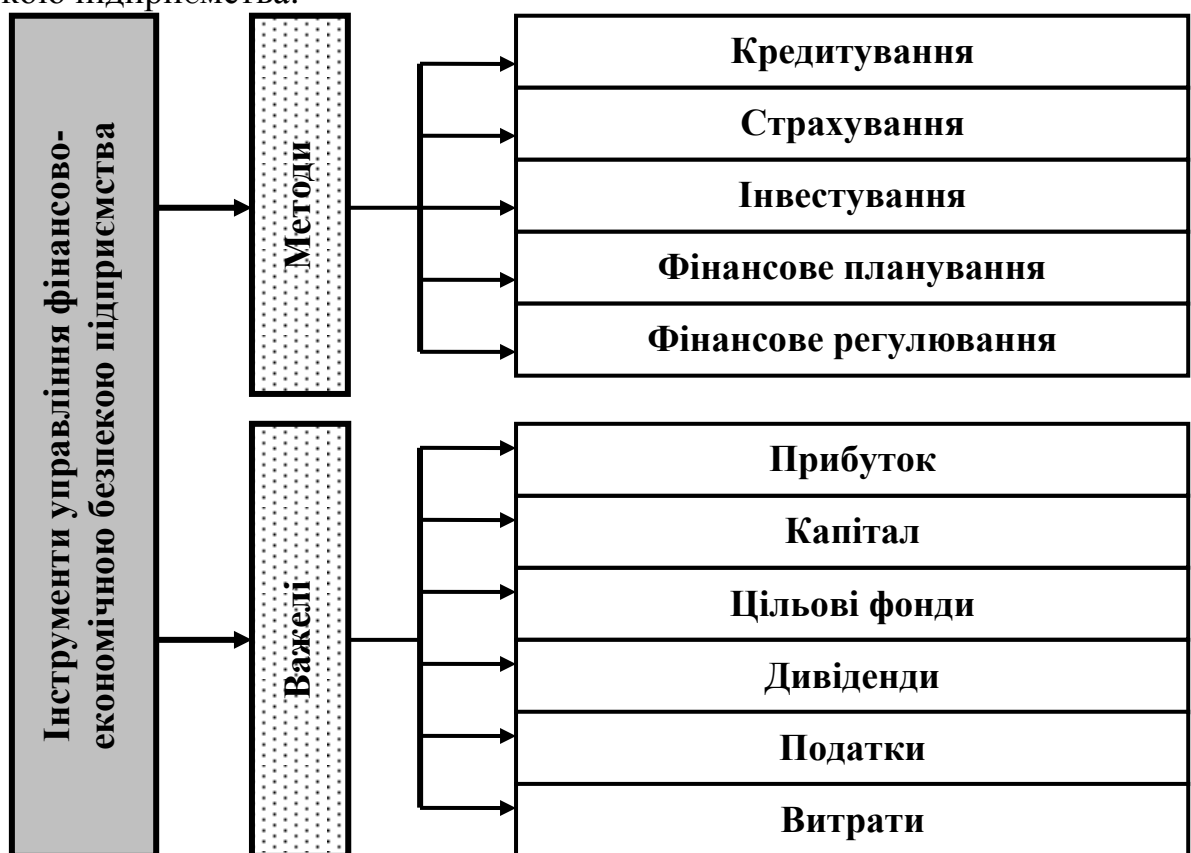 підприємства.
Інструменти управління фінансово-
економічною безпекою підприємства
Методи
Кредитування
Страхування
Інвестування
Фінансове планування
Фінансове регулювання
Важелі
Прибуток
Капітал
Цільові фонди
Дивіденди
Податки
Витрати